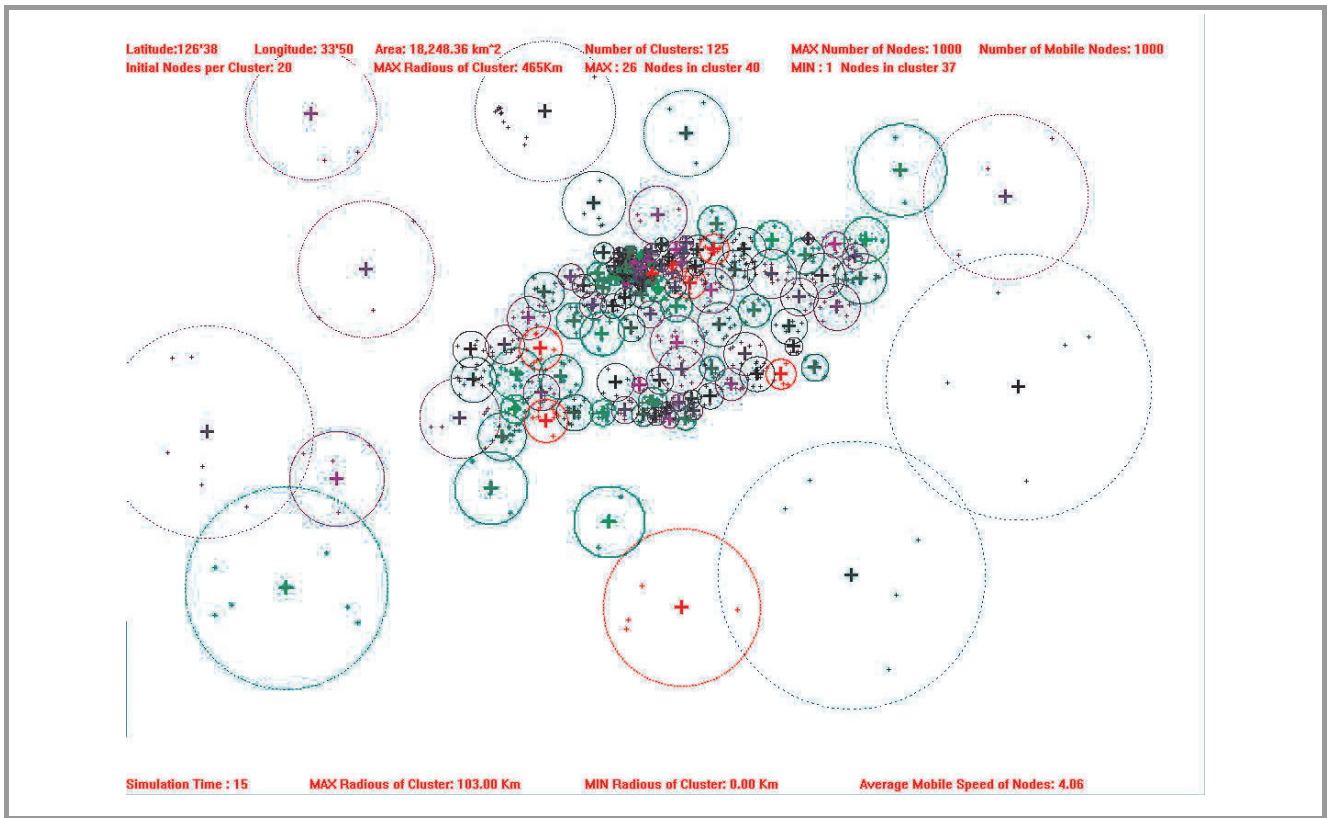 Latitude:126'38 Longitude: 33'50 Area: 18,248.36 km^2 Number of Clusters: 125 MAX Number of Nodes: 1000 Number of Mobile Nodes: 1000
Initial Nodes per Cluster: 20 MAX Radious of Cluster: 465Km MAX : 26 Nodes in cluster 40 MIN : 1 Nodes in cluster 37
Simulation Time : 15 MAX Radious of Cluster: 103.00 Km MIN Radious of Cluster: 0.00 Km Average Mobile Speed of Nodes: 4.06